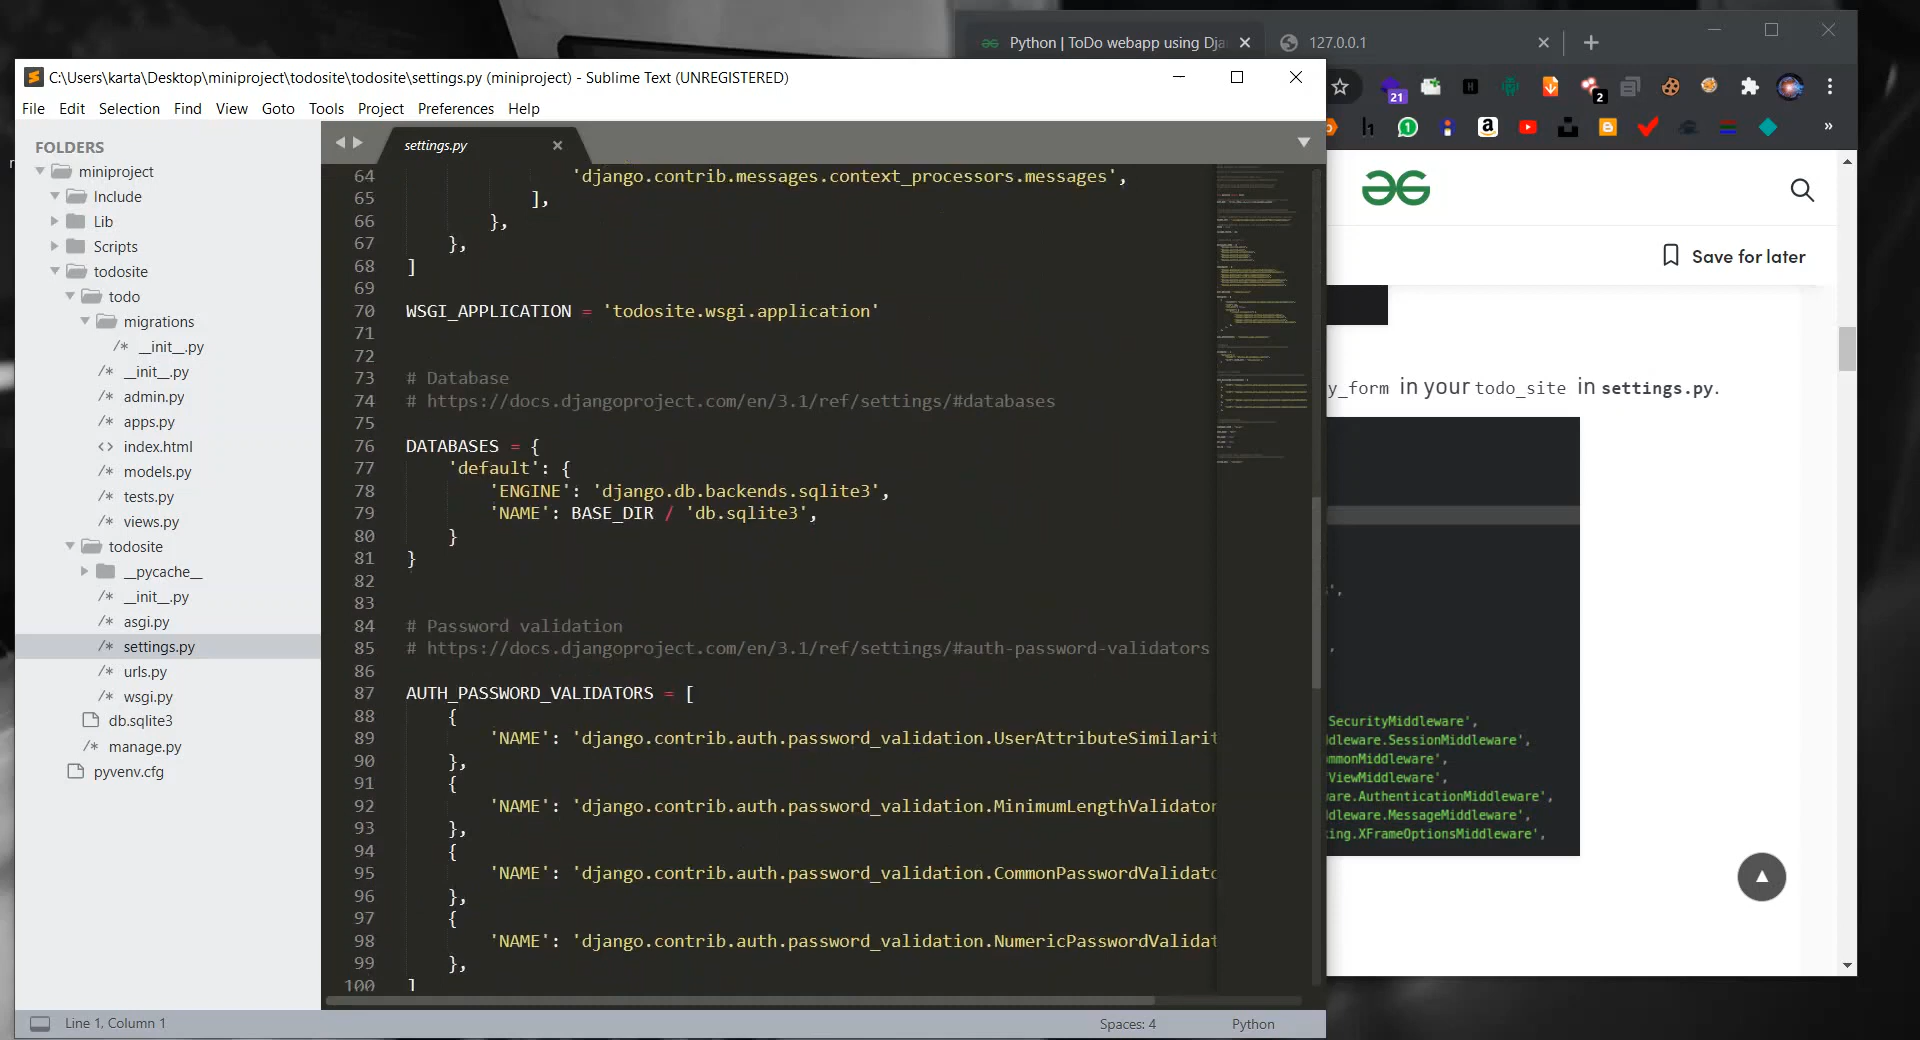 Python | ToDo webapp using Dja
127.0.0.1
C:\Users\karta\Desktop\miniproject\todosite\todosite\settings.py (miniproject) - Sublime Text (UNREGISTERED)
File Edit Selection Find View Goto Tools Project Preferences Help
21
2
FOLDERS
miniproject
Include
Lib
Scripts
todosite
todo
migrations
/* __init__.py
/* __init__.py
/* admin.py
/* apps.py
<> index.html
/* models.py
/* tests.py
/* views.py
todosite
__pycache__
/* __init__.py
/* asgi.py
/* settings.py
/* urls.py
/* wsgi.py
db.sqlite3
/* manage.py
pyvenv.cfg
settings.py
64 'django.contrib.messages.context_processors.messages',
65 ],
66 },
67 },
68 ]
69
70 WSGI_APPLICATION = 'todosite.wsgi.application'
71
72
73 # Database
74 # https://docs.djangoproject.com/en/3.1/ref/settings/#databases
75
76 DATABASES = {
77 'default': {
78 'ENGINE': 'django.db.backends.sqlite3',
79 'NAME': BASE_DIR / 'db.sqlite3',
80 }
81 }
82
83
84 # Password validation
85 # https://docs.djangoproject.com/en/3.1/ref/settings/#auth-password-validators
86
87 AUTH_PASSWORD_VALIDATORS = [
88 {
89 'NAME': 'django.contrib.auth.password_validation.UserAttributeSimilarit
90 },
91 {
92 'NAME': 'django.contrib.auth.password_validation.MinimumLengthValidator
93 },
94 {
95 'NAME': 'django.contrib.auth.password_validation.CommonPasswordValidato
96 },
97 {
98 'NAME': 'django.contrib.auth.password_validation.NumericPasswordValidat
99 },
100 ]
Line 1, Column 1
Spaces: 4
Python
Save for later
y_form in your todo_site in settings.py.
SecurityMiddleware',
dleware.SessionMiddleware',
mmonMiddleware',
fViewMiddleware',
ware.AuthenticationMiddleware',
dleware.MessageMiddleware',
king.XFrameOptionsMiddleware',